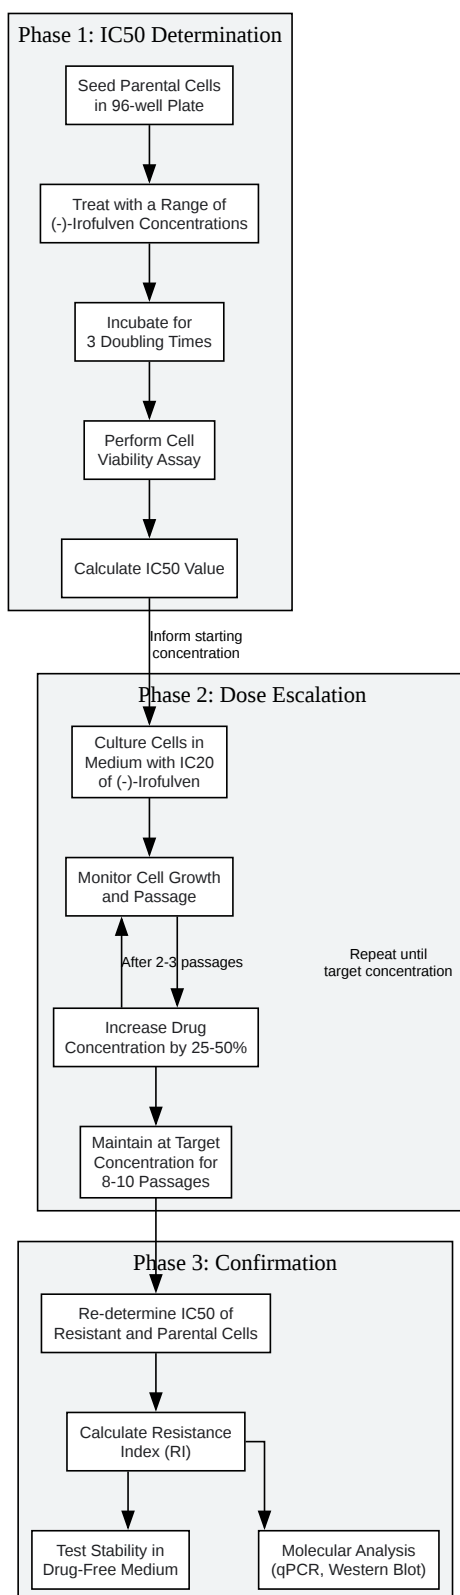 Phase 1: IC50 Determination
Seed Parental Cells
in 96-well Plate
Treat with a Range of
(-)-Irofulven Concentrations
Incubate for
3 Doubling Times
Perform Cell
Viability Assay
Calculate IC50 Value
Inform starting
concentration
Phase 2: Dose Escalation
Culture Cells in
Medium with IC20
of (-)-Irofulven
Monitor Cell Growth
and Passage
After 2-3 passages
Repeat until
target concentration
Increase Drug
Concentration by 25-50%
Maintain at Target
Concentration for
8-10 Passages
Phase 3: Confirmation
Re-determine IC50 of
Resistant and Parental Cells
Calculate Resistance
Index (RI)
Test Stability in
Drug-Free Medium
Molecular Analysis
(qPCR, Western Blot)